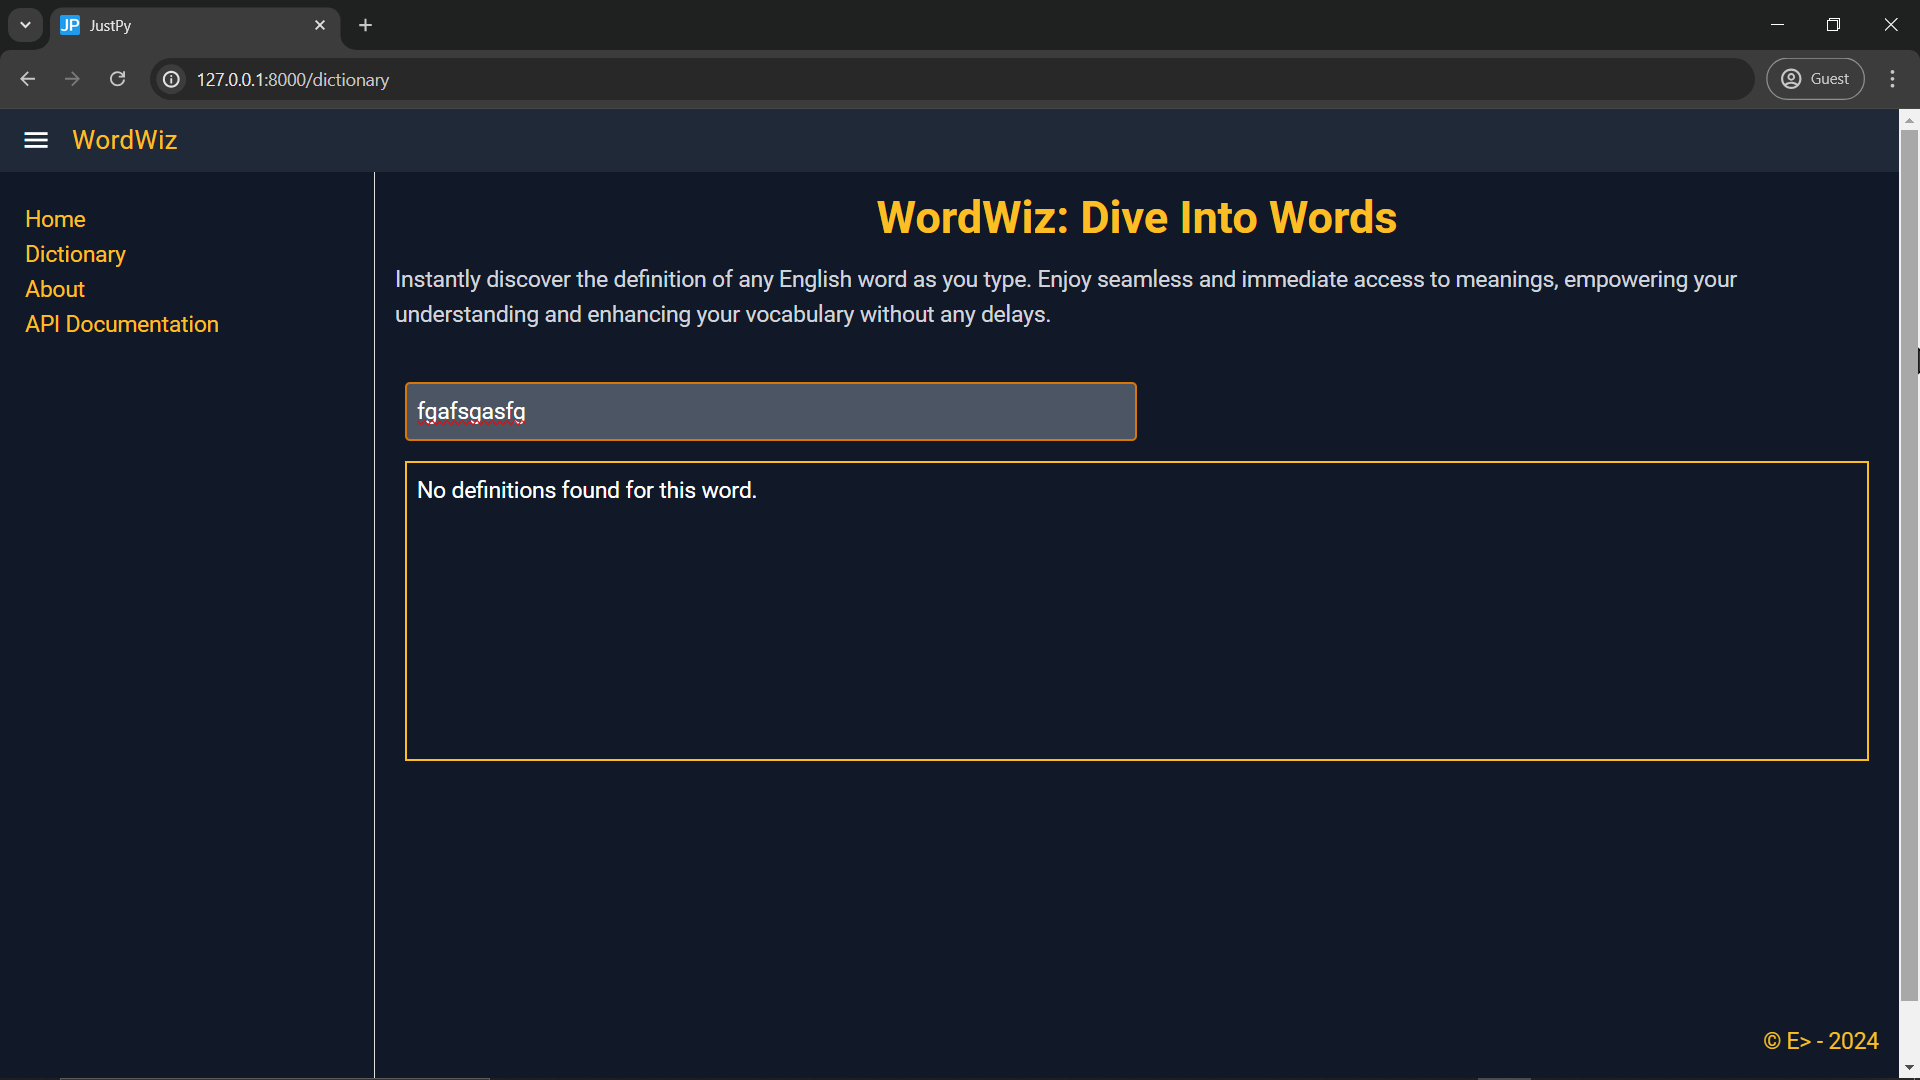 JP JustPy
127.0.0.1:8000/dictionary
Guest
WordWiz
Home
Dictionary
About
API Documentation
WordWiz: Dive Into Words
Instantly discover the definition of any English word as you type. Enjoy seamless and immediate access to meanings, empowering your
understanding and enhancing your vocabulary without any delays.
fgafsgasfg
No definitions found for this word.
© E> - 2024